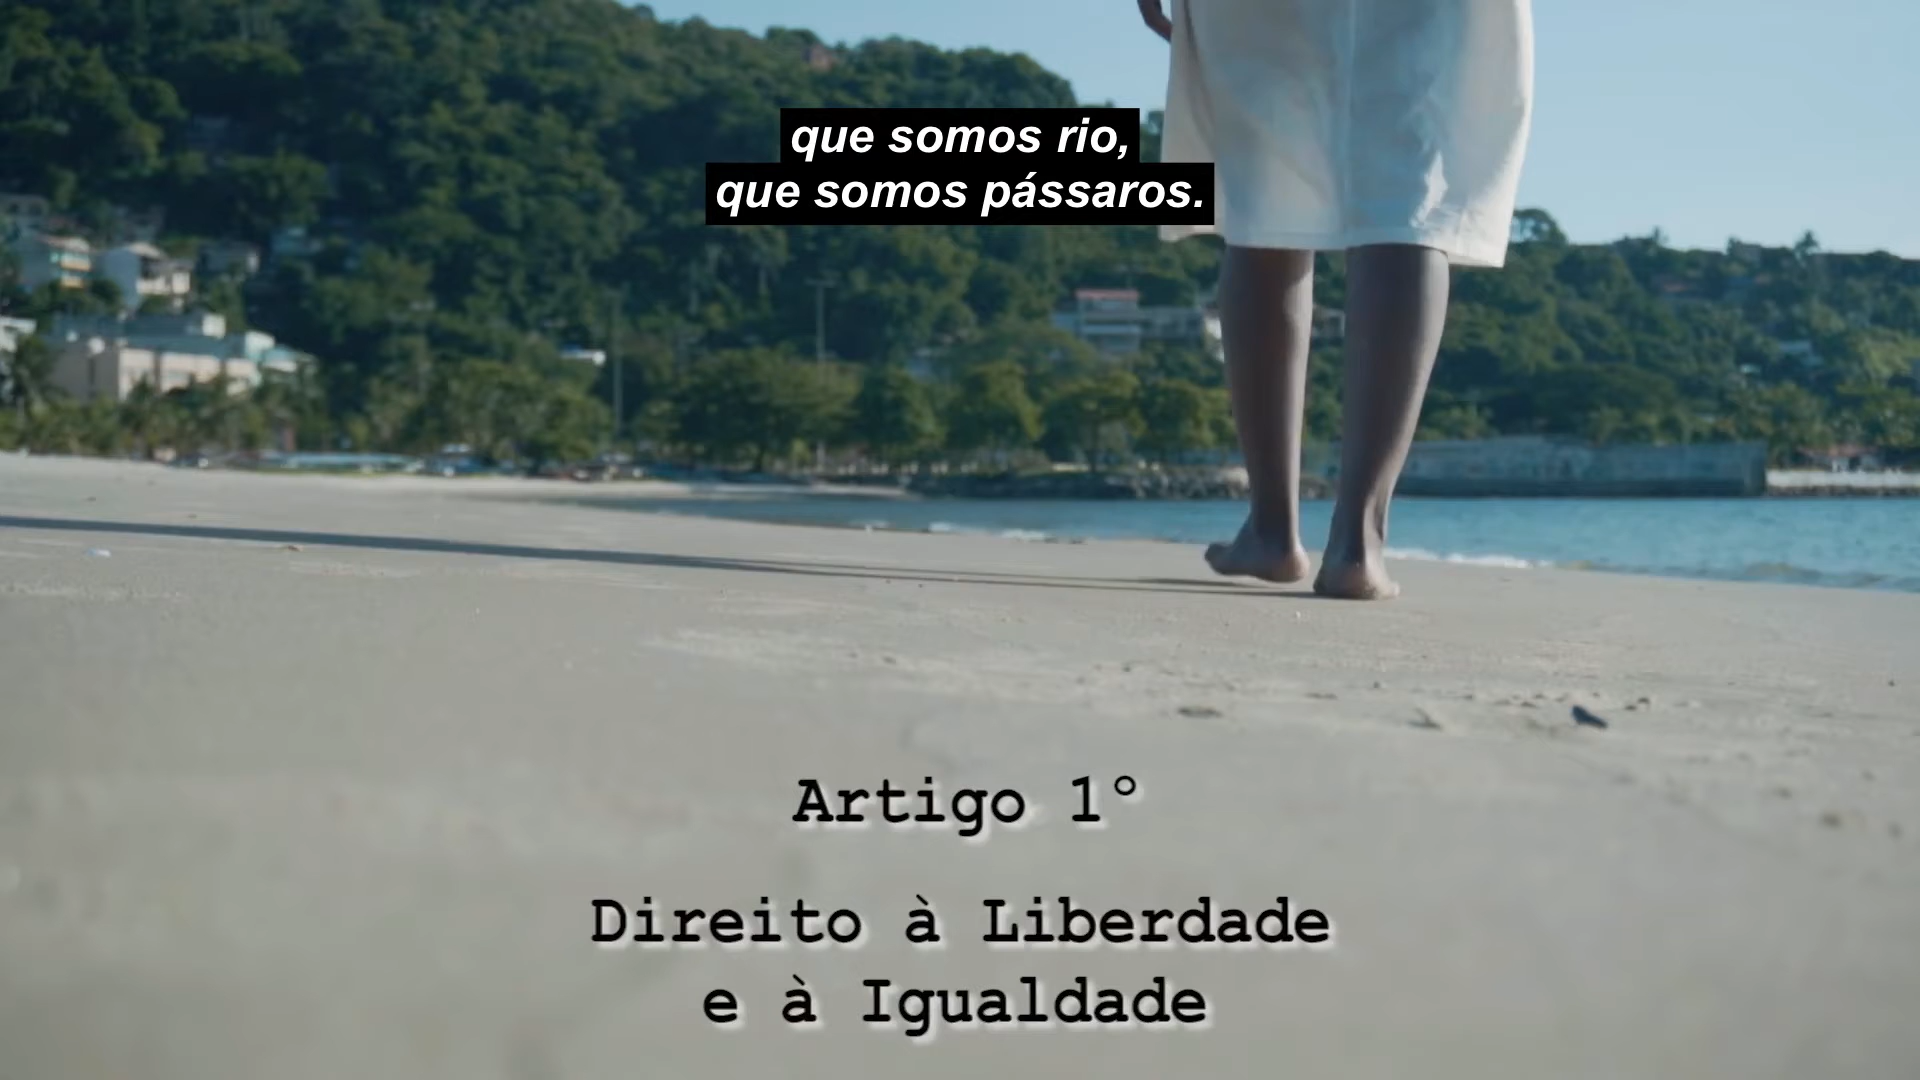 que somos rio,
que somos pássaros.
Artigo 1°
Direito à Liberdade
e à Igualdade